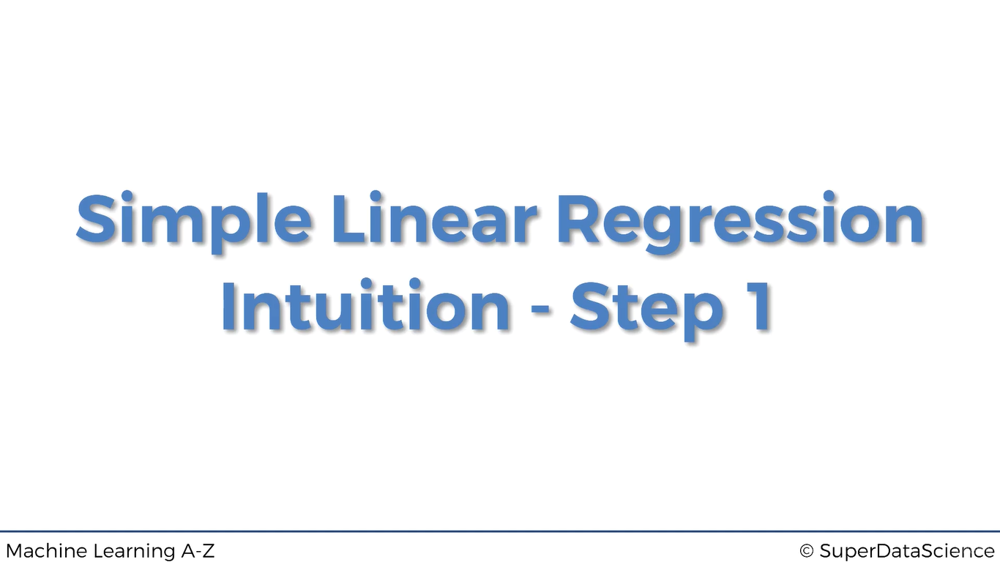 Simple Linear Regression
Intuition - Step 1
Machine Learning A-Z
© SuperDataScience